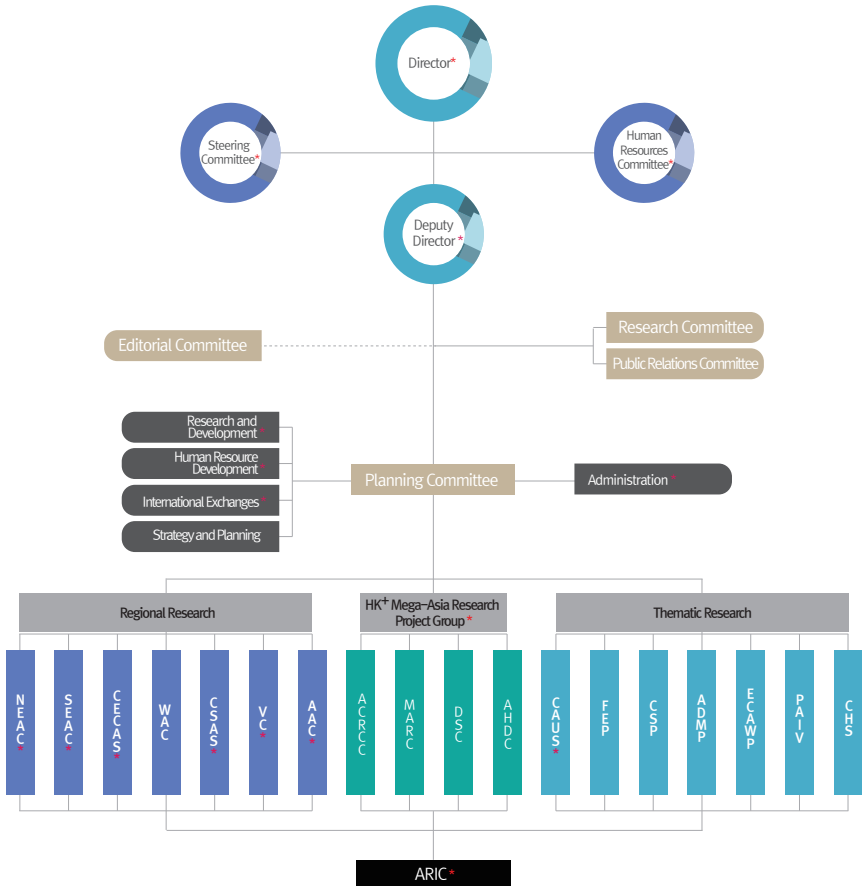 Director*
Steering
Committee*
Human
Resources
Committee*
Deputy
Director *
Editorial Committee
Research Committee
Public Relations Committee
Research and
Development *
Human Resource
Development *
International Exchanges *
Strategy and Planning
Planning Committee
Administration *
Regional Research
HK+ Mega-Asia Research
Project Group *
Thematic Research
NEAC*
SEAC*
CECAS*
WAC
CSAS*
VC*
AAC*
ACRCC
MARC
DSC
AHDC
CAUS*
FEP
CSP
ADMP
ECAWP
PAIV
CHS
ARIC *